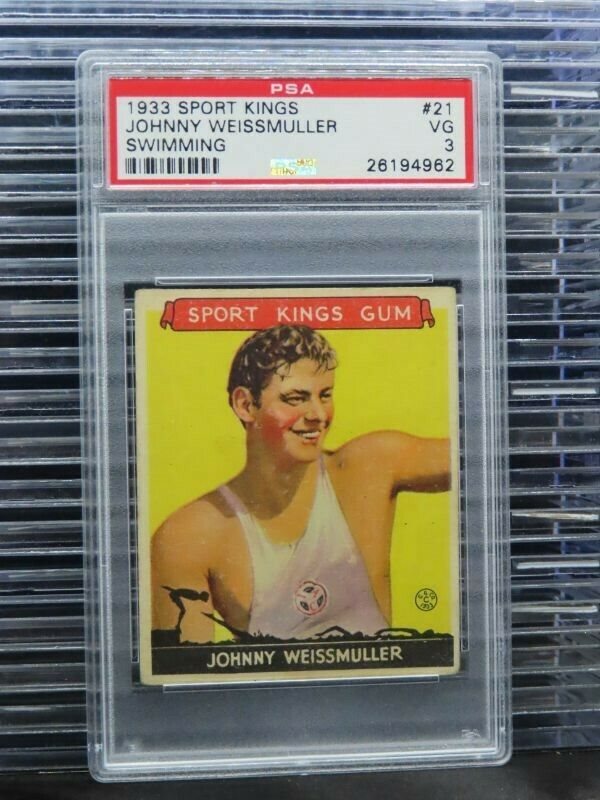 PSA
1933 SPORT KINGS #21
JOHNNY WEISSMULLER VG
SWIMMING 3
26194962
SPORT KINGS GUM
JOHNNY WEISSMULLER